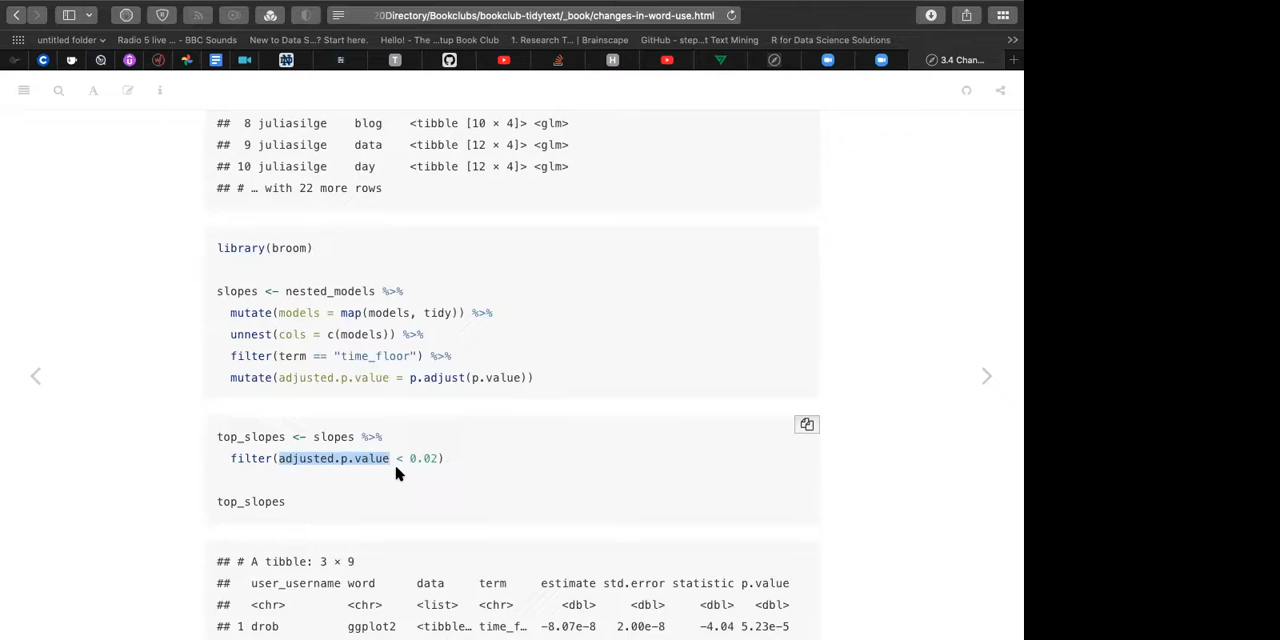 20Directory/Bookclubs/bookclub-tidytext/_book/changes-in-word-use.html
untitled folder
Radio 5 live ... - BBC Sounds
New to Data S...? Start here.
Hello! - The ...tup Book Club
1. Research T... | Brainscape
GitHub - step...t Text Mining
R for Data Science Solutions
3.4 Chan...
## 8 juliasilge blog <tibble [10 × 4]> <glm>
## 9 juliasilge data <tibble [12 × 4]> <glm>
## 10 juliasilge day <tibble [12 × 4]> <glm>
## # … with 22 more rows
library(broom)
slopes <- nested_models %>%
mutate(models = map(models, tidy)) %>%
unnest(cols = c(models)) %>%
filter(term == "time_floor") %>%
mutate(adjusted.p.value = p.adjust(p.value))
top_slopes <- slopes %>%
filter(adjusted.p.value < 0.02)
top_slopes
## # A tibble: 3 × 9
## user_username word data term estimate std.error statistic p.value
## <chr> <chr> <list> <chr> <dbl> <dbl> <dbl> <dbl>
## 1 drob ggplot2 <tibble… time_f… -8.07e-8 2.00e-8 -4.04 5.23e-5